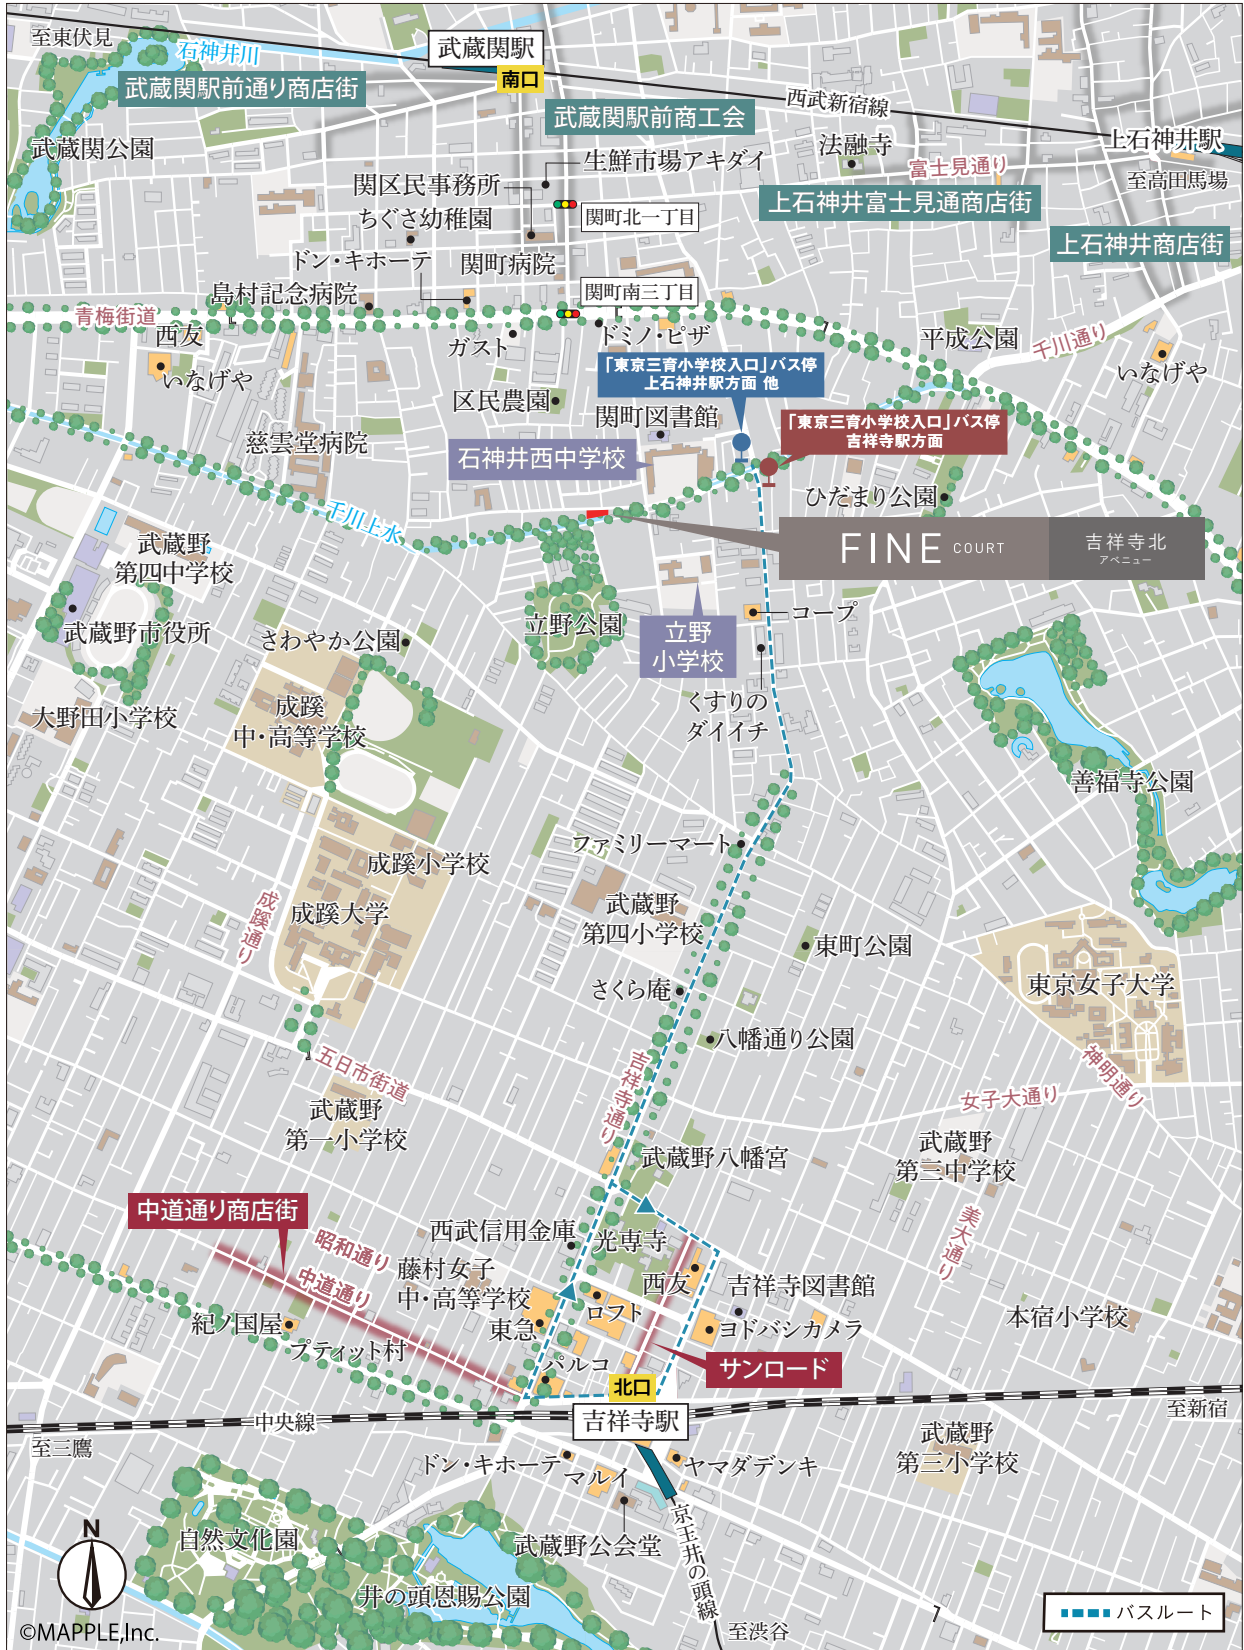 至東伏見
石神井川
武蔵関駅
南口
武蔵関駅前通り商店街
西武新宿線
武蔵関駅前商工会
上石神井駅
武蔵関公園
生鮮市場アキダイ
法融寺
富士見通り
至高田馬場
関区民事務所
上石神井富士見通商店街
ちぐさ幼稚園
関町北一丁目
上石神井商店街
ドン・キホーテ
関町病院
島村記念病院
関町南三丁目
青梅街道
西友
ガスト
ドミノ・ピザ
平成公園
千川通り
いなげや
いなげや
「東京三育小学校入口」バス停
上石神井駅方面 他
区民農園
関町図書館
「東京三育小学校入口」バス停
吉祥寺駅方面
慈雲堂病院
石神井西中学校
ひだまり公園
千川上水
FINE COURT
吉祥寺北
アベニュー
武蔵野
第四中学校
武蔵野市役所
さわやか公園
立野公園
立野
小学校
コープ
くすりの
ダイイチ
大野田小学校
成蹊
中・高等学校
善福寺公園
ファミリーマート
成蹊小学校
成蹊大学
成蹊通り
武蔵野
第四小学校
東町公園
東京女子大学
さくら庵
八幡通り公園
五日市街道
吉祥寺通り
神明通り
女子大通り
武蔵野
第一小学校
武蔵野八幡宮
武蔵野
第三中学校
中道通り商店街
昭和通り
中道通り
西武信用金庫
光専寺
美大通り
藤村女子
中・高等学校
西友
吉祥寺図書館
ロフト
本宿小学校
紀ノ国屋
東急
ヨドバシカメラ
プティット村
パルコ
サンロード
北口
中央線
吉祥寺駅
至新宿
至三鷹
武蔵野
第三小学校
ドン・キホーテ
マルイ
ヤマダデンキ
京王井の頭線
自然文化園
武蔵野公会堂
井の頭恩賜公園
N
バスルート
至渋谷
©MAPPLE,Inc.